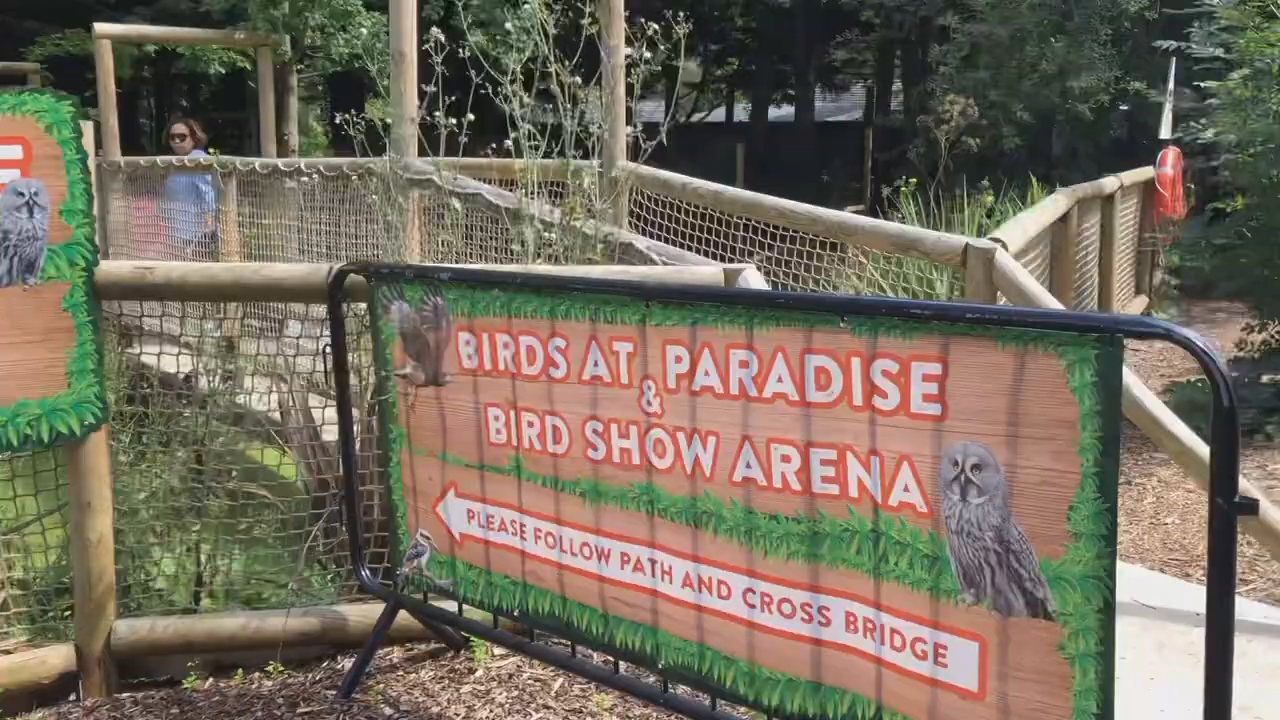 BIRDS AT PARADISE
&
BIRD SHOW ARENA
PLEASE FOLLOW PATH AND CROSS BRIDGE